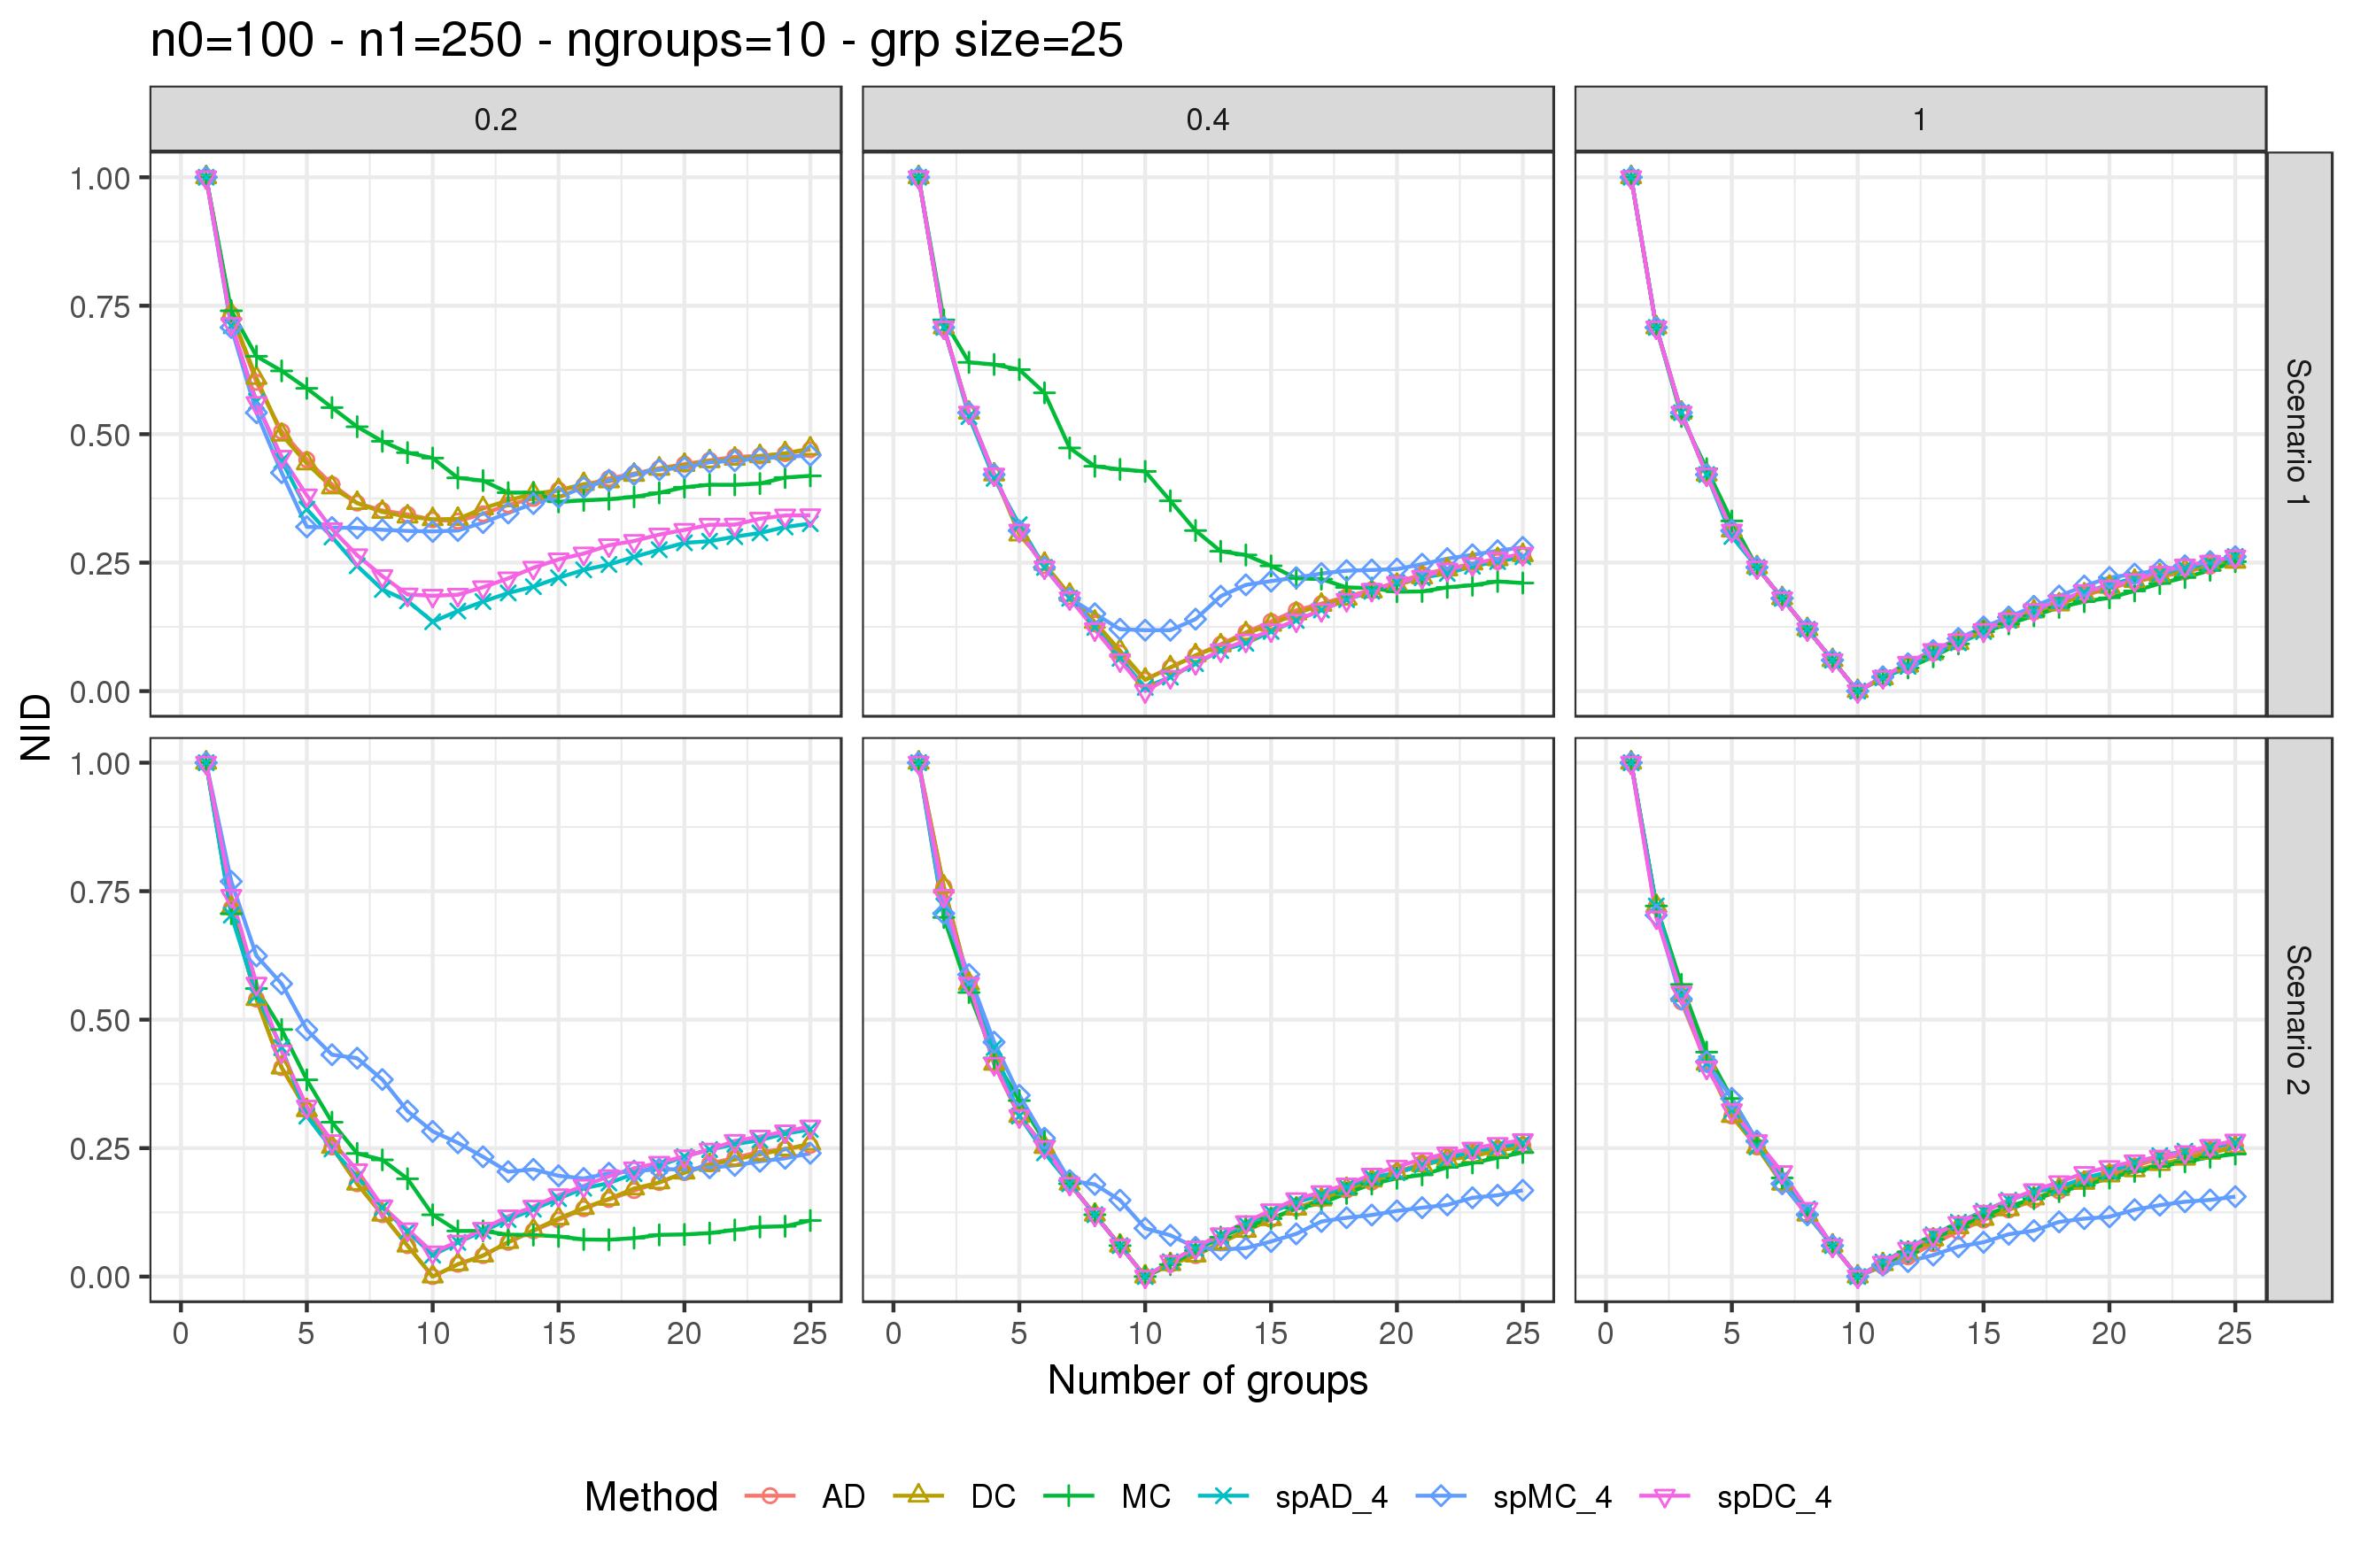 n0=100 - n1=250 - ngroups=10 - grp size=25
0.2 0.4 1
1.00
0.75
0.50
0.25
0.00
Scenario 1
NID
1.00
0.75
0.50
0.25
0.00
Scenario 2
0 5 10 15 20 25 0 5 10 15 20 25 0 5 10 15 20 25
Number of groups
Method AD DC MC spAD_4 spMC_4 spDC_4